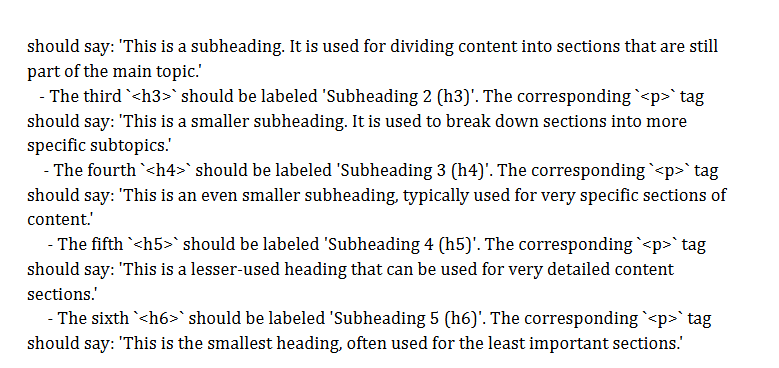 should say: 'This is a subheading. It is used for dividing content into sections that are still
part of the main topic.'
- The third `<h3>` should be labeled 'Subheading 2 (h3)'. The corresponding `<p>` tag
should say: 'This is a smaller subheading. It is used to break down sections into more
specific subtopics.'
- The fourth `<h4>` should be labeled 'Subheading 3 (h4)'. The corresponding `<p>` tag
should say: 'This is an even smaller subheading, typically used for very specific sections of
content.'
- The fifth `<h5>` should be labeled 'Subheading 4 (h5)'. The corresponding `<p>` tag
should say: 'This is a lesser-used heading that can be used for very detailed content
sections.'
- The sixth `<h6>` should be labeled 'Subheading 5 (h6)'. The corresponding `<p>` tag
should say: 'This is the smallest heading, often used for the least important sections.'